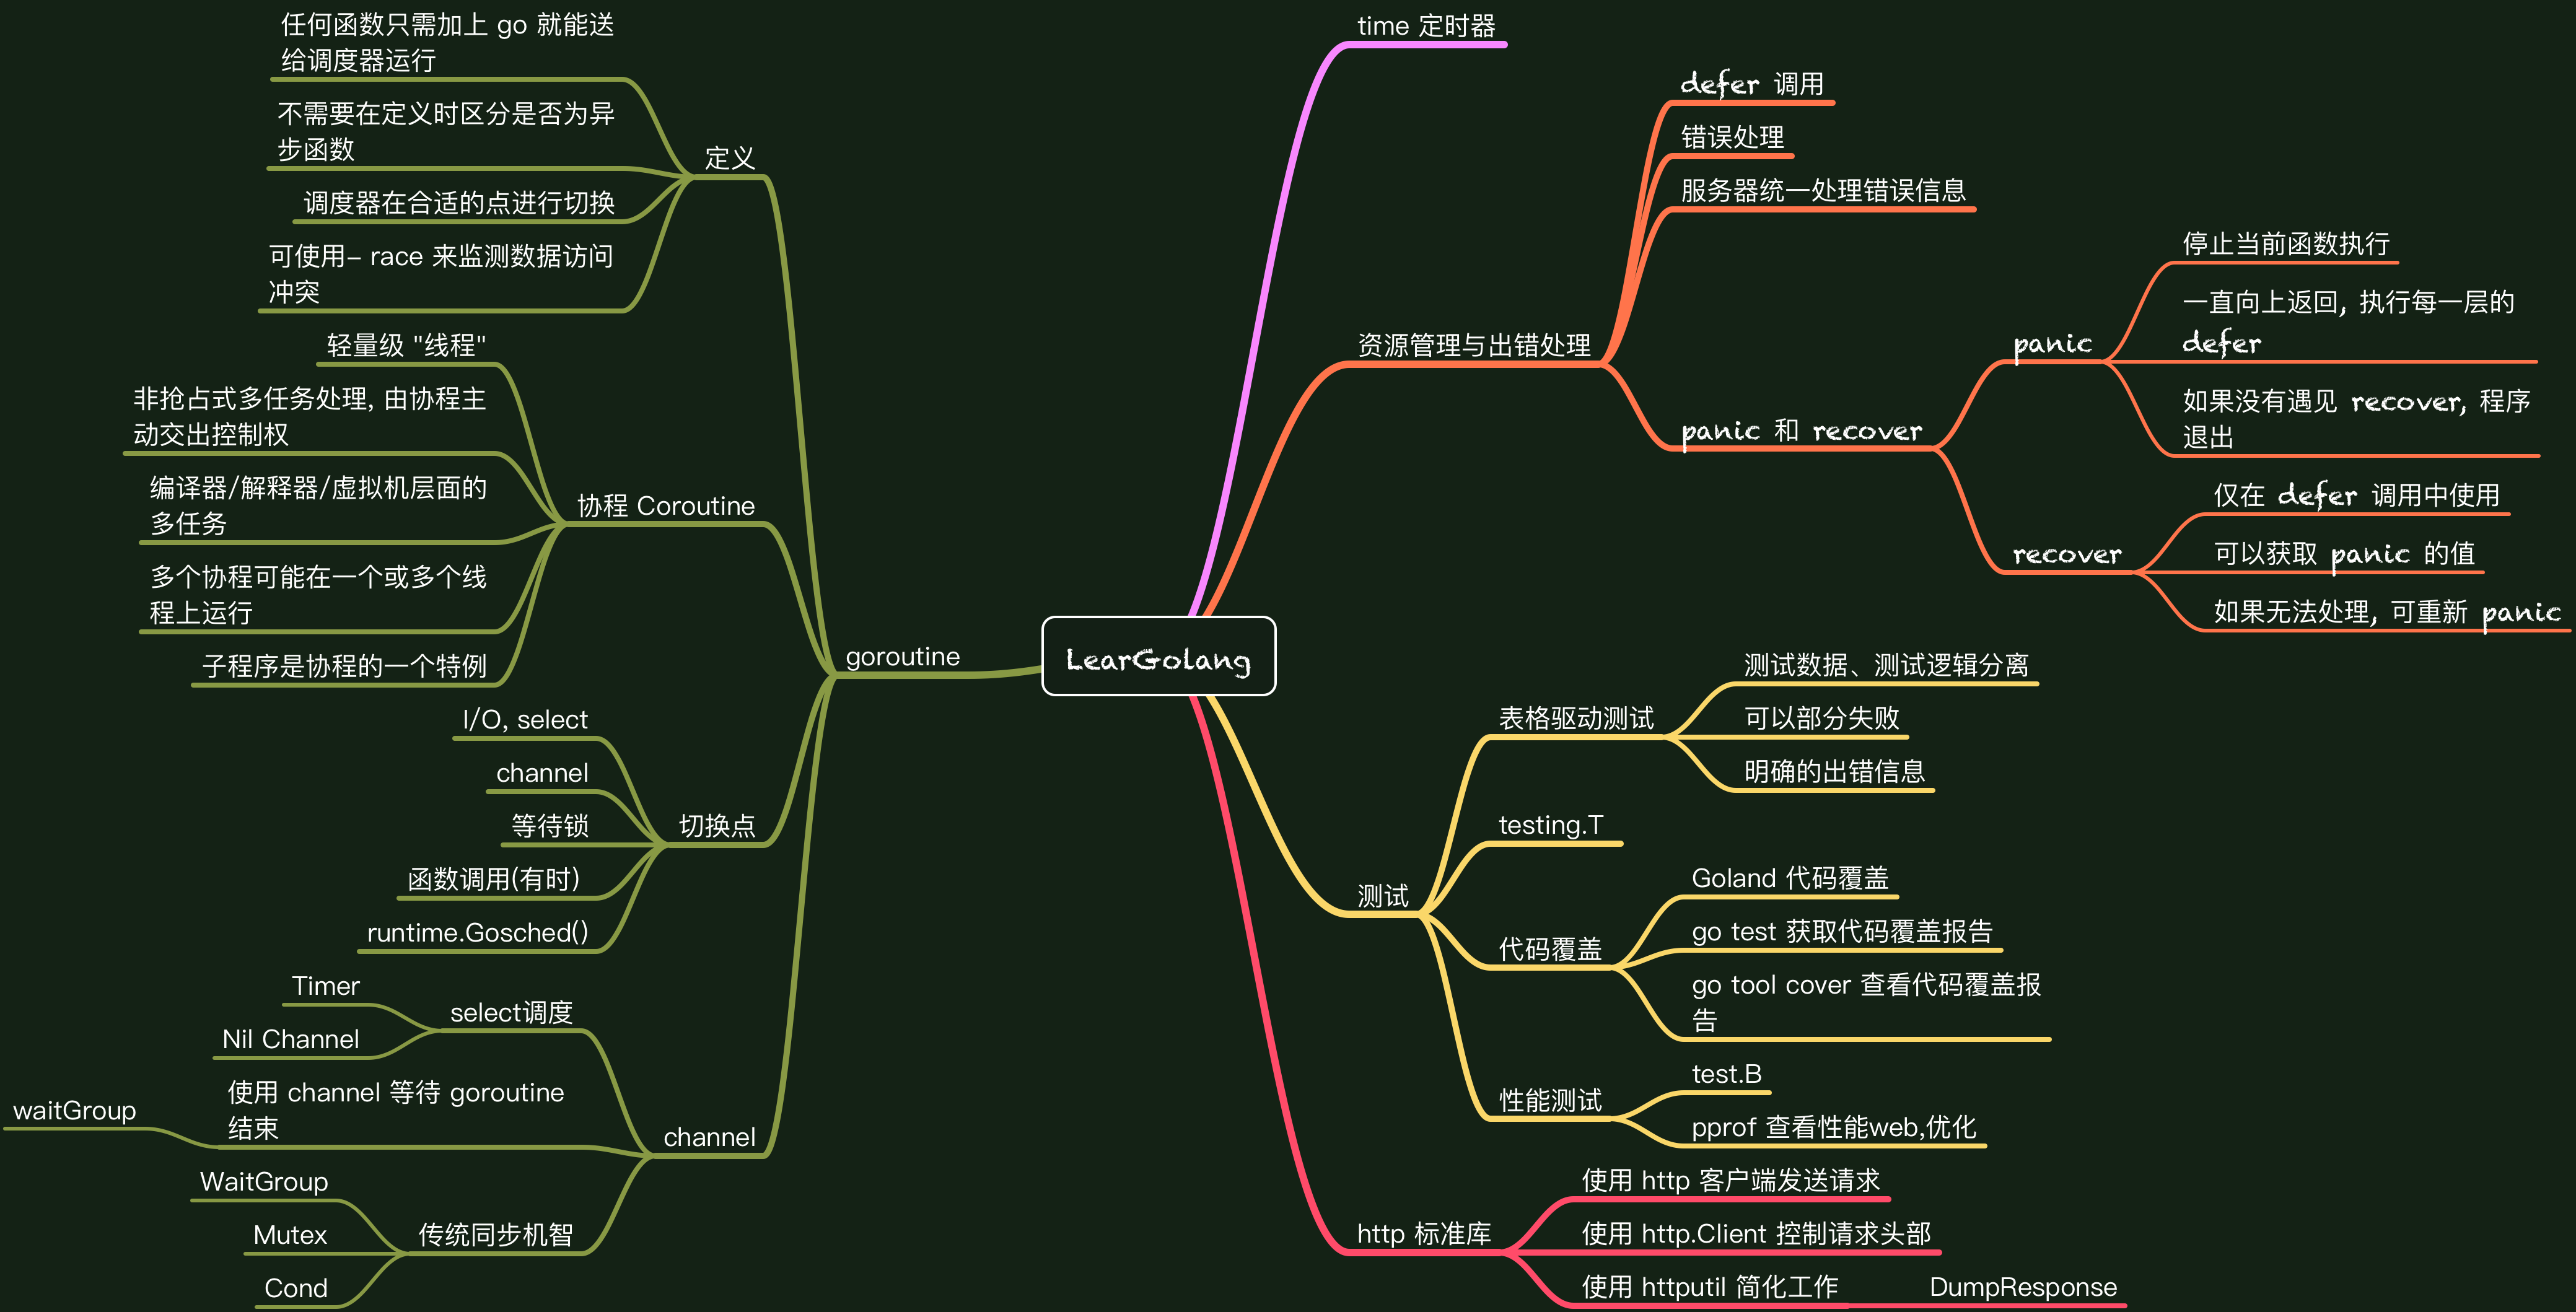 LearGolang
time 定时器
资源管理与出错处理
defer 调用
错误处理
服务器统一处理错误信息
panic 和 recover
panic
停止当前函数执行
一直向上返回, 执行每一层的
defer
如果没有遇见 recover, 程序
退出
recover
仅在 defer 调用中使用
可以获取 panic 的值
如果无法处理, 可重新 panic
测试
表格驱动测试
测试数据、测试逻辑分离
可以部分失败
明确的出错信息
testing.T
代码覆盖
Goland 代码覆盖
go test 获取代码覆盖报告
go tool cover 查看代码覆盖报
告
性能测试
test.B
pprof 查看性能web,优化
http 标准库
使用 http 客户端发送请求
使用 http.Client 控制请求头部
使用 httputil 简化工作
DumpResponse
goroutine
定义
任何函数只需加上 go 就能送
给调度器运行
不需要在定义时区分是否为异
步函数
调度器在合适的点进行切换
可使用- race 来监测数据访问
冲突
协程 Coroutine
轻量级 "线程"
非抢占式多任务处理, 由协程主
动交出控制权
编译器/解释器/虚拟机层面的
多任务
多个协程可能在一个或多个线
程上运行
子程序是协程的一个特例
切换点
I/O, select
channel
等待锁
函数调用(有时)
runtime.Gosched()
channel
select调度
Timer
Nil Channel
使用 channel 等待 goroutine
结束
waitGroup
传统同步机智
WaitGroup
Mutex
Cond